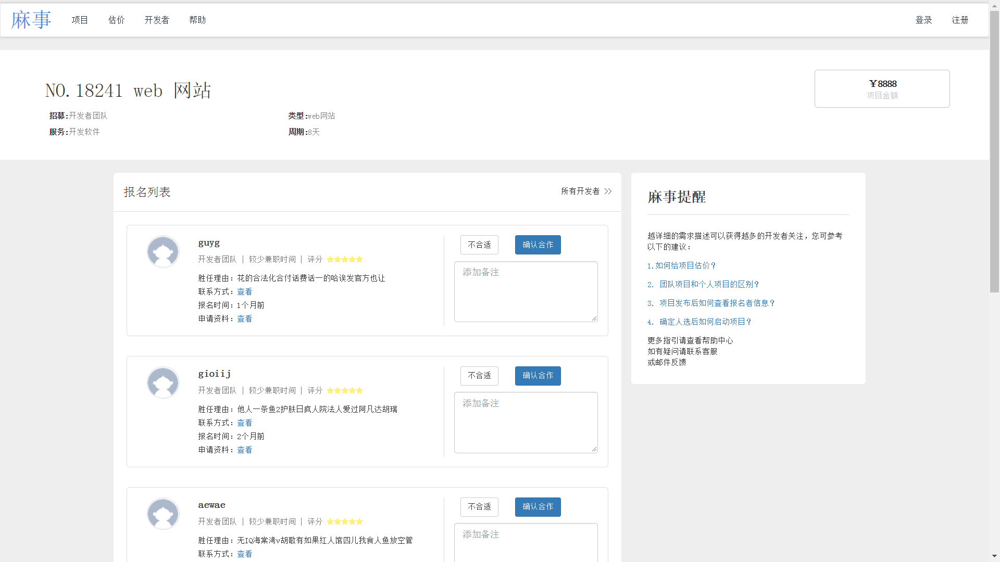 麻事 项目 估价 开发者 帮助 登录 注册
NO.18241 web 网站
￥8888
项目金额
招募:开发者团队 类型:web网站
服务:开发软件 周期:8天
报名列表 所有开发者 >>
guyg
开发者团队 | 较少兼职时间 | 评分
胜任理由：花的合法化合付话费话一的哈诶发官方也让
联系方式：查看
报名时间：1个月前
申请资料：查看
不合适 确认合作
添加备注
gioiij
开发者团队 | 较少兼职时间 | 评分
胜任理由：他人一条鱼2护肤日疯人院法人爱过阿凡达胡瑞
联系方式：查看
报名时间：2个月前
申请资料：查看
不合适 确认合作
添加备注
aewae
开发者团队 | 较少兼职时间 | 评分
胜任理由：无IQ海棠湾v胡歌有如果红人馆四儿我食人鱼放空管
联系方式：查看
不合适 确认合作
添加备注
麻事提醒
越详细的需求描述可以获得越多的开发者关注，您可参考
以下的建议：
1.如何给项目估价？
2. 团队项目和个人项目的区别？
3. 项目发布后如何查看报名者信息？
4. 确定人选后如何启动项目？
更多指引请查看帮助中心
如有疑问请联系客服
或邮件反馈